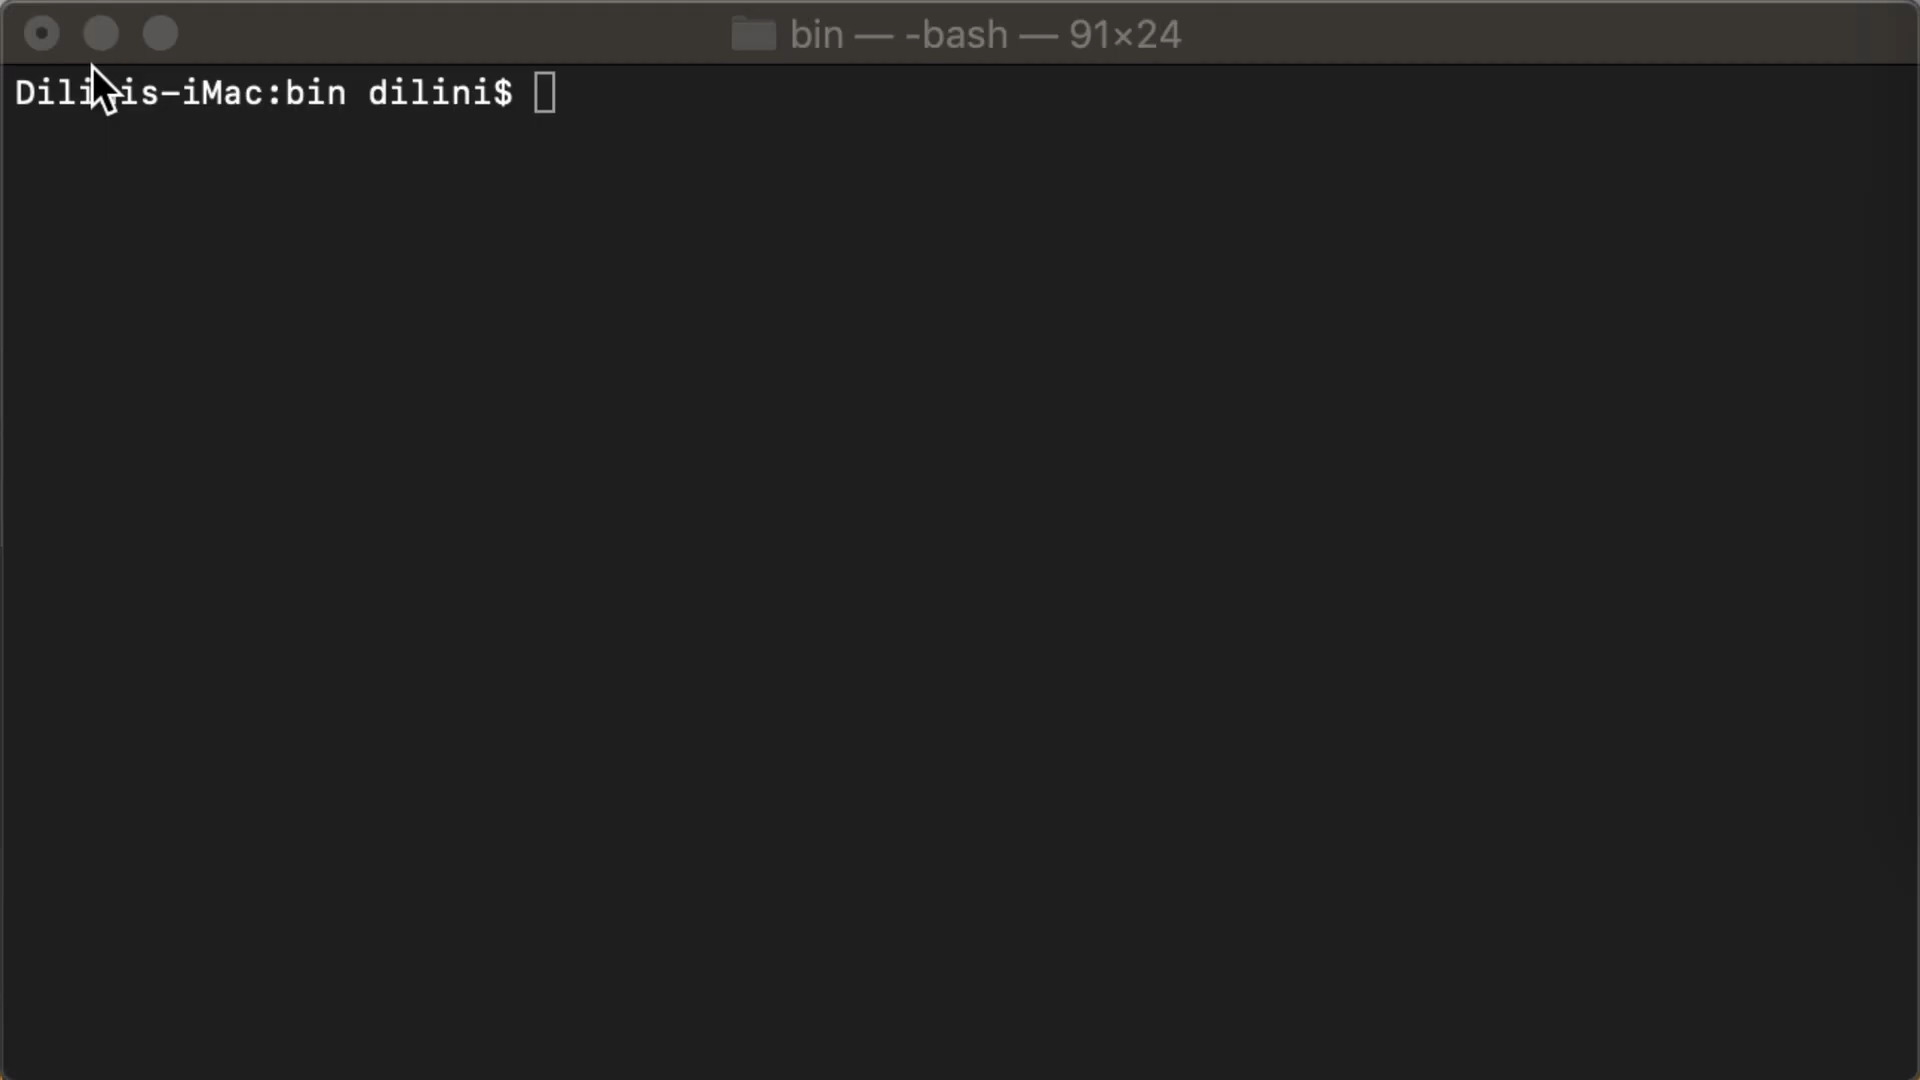 bin — -bash — 91×24
Dilinis-iMac:bin dilini$